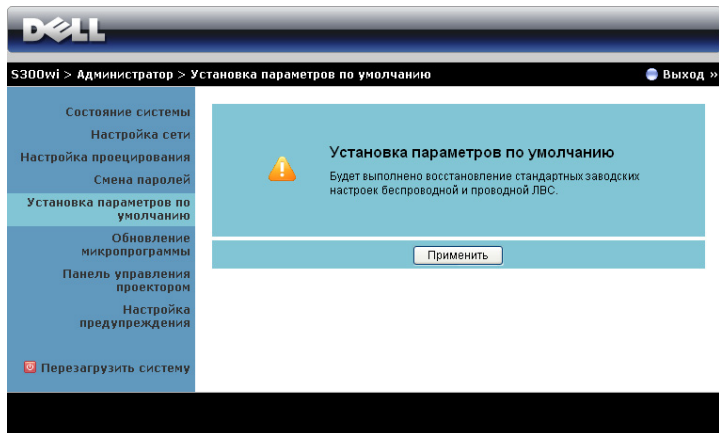 DELL
S300wi > Администратор > Установка параметров по умолчанию
Выход »
Состояние системы
Настройка сети
Настройка проецирования
Смена паролей
Установка параметров по
умолчанию
Обновление
микропрограммы
Панель управления
проектором
Настройка
предупреждения
Перезагрузить систему
Установка параметров по умолчанию
Будет выполнено восстановление стандартных заводских
настроек беспроводной и проводной ЛВС.
Применить